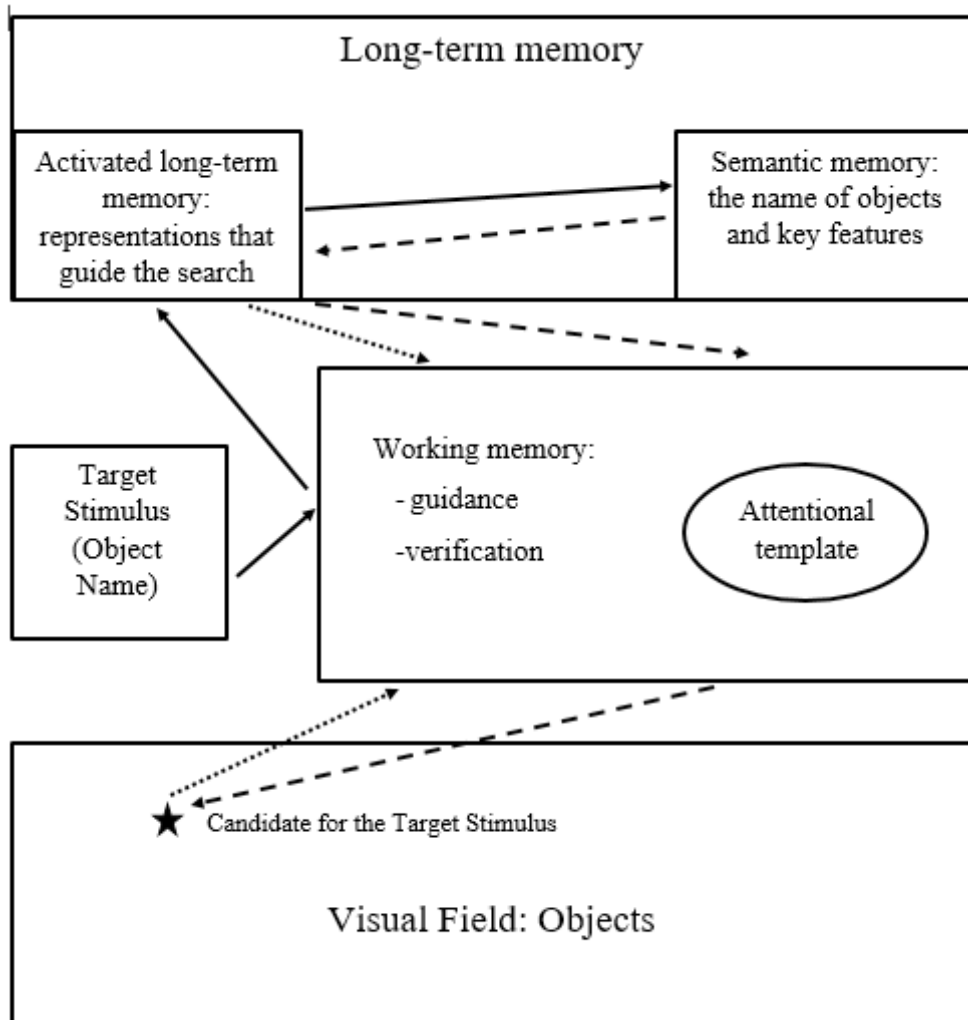 Long-term memory
Activated long-term
memory:
representations that
guide the search
Semantic memory:
the name of objects
and key features
Target
Stimulus
(Object
Name)
Working memory:
- guidance
-verification
Attentional
template
Candidate for the Target Stimulus
Visual Field: Objects